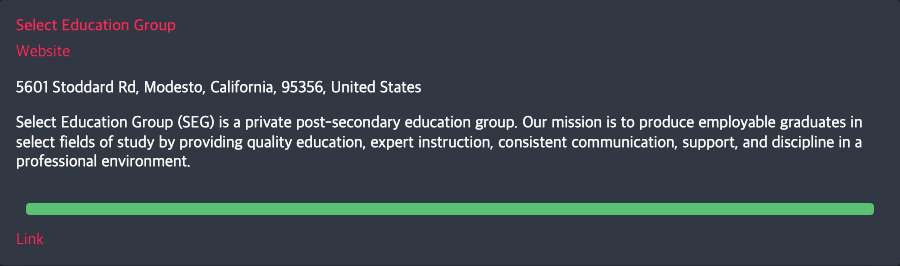 Select Education Group
Website
5601 Stoddard Rd, Modesto, California, 95356, United States
Select Education Group (SEG) is a private post-secondary education group. Our mission is to produce employable graduates in
select fields of study by providing quality education, expert instruction, consistent communication, support, and discipline in a
professional environment.
Link